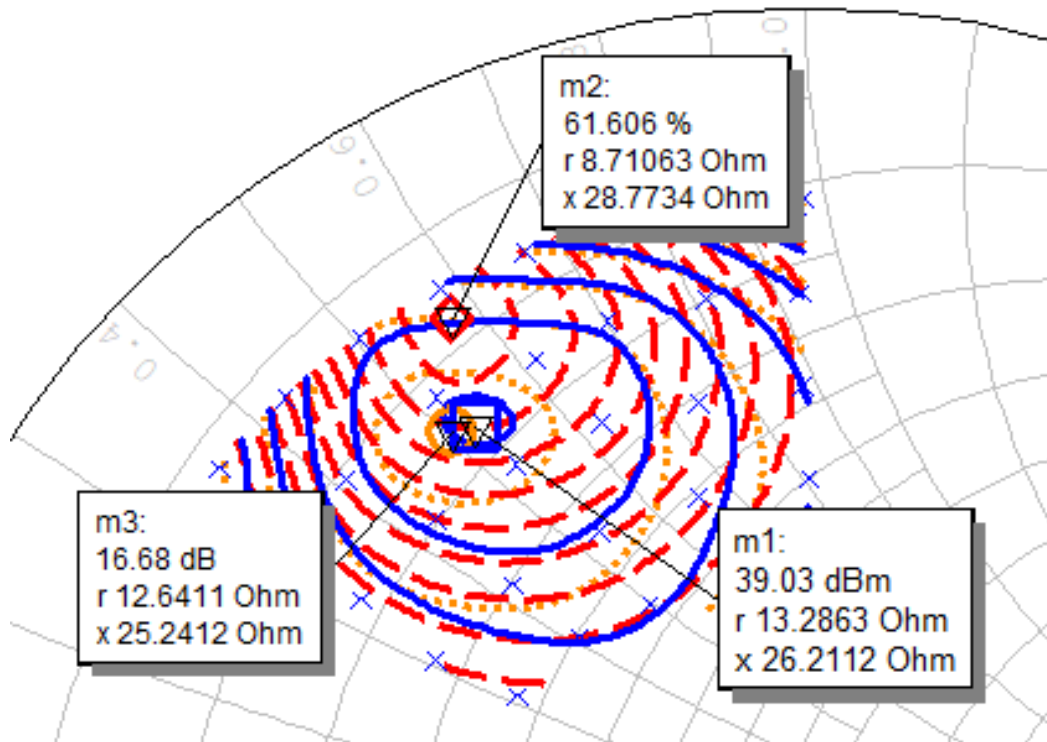 m2:
61.606 %
r 8.71063 Ohm
x 28.7734 Ohm
0.6
0.4
m3:
16.68 dB
r 12.6411 Ohm
x 25.2412 Ohm
m1:
39.03 dBm
r 13.2863 Ohm
x 26.2112 Ohm